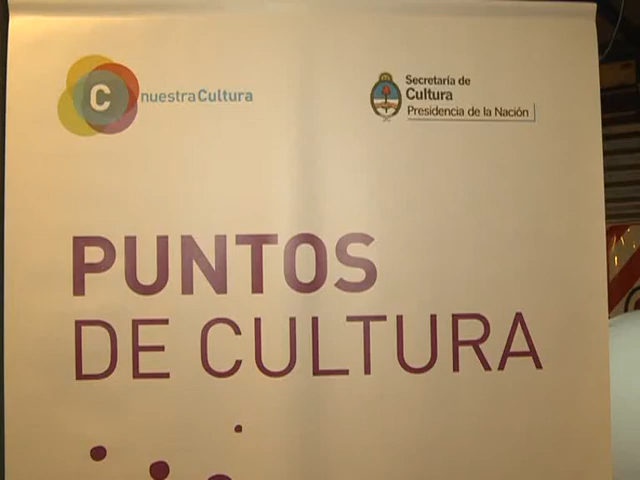 C nuestraCultura
Secretaría de
Cultura
Presidencia de la Nación
PUNTOS
DE CULTURA